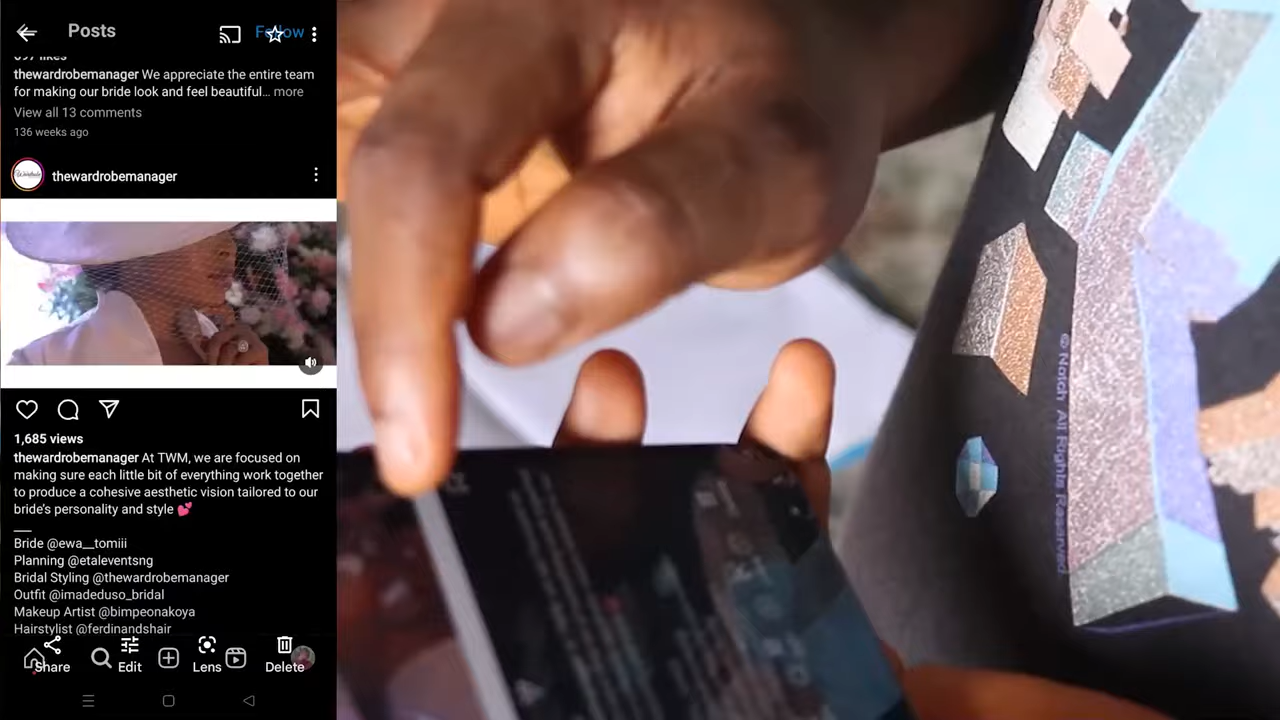 Posts
Follow
697 likes
thewardrobemanager We appreciate the entire team
for making our bride look and feel beautiful... more
View all 13 comments
136 weeks ago
thewardrobemanager
1,685 views
thewardrobemanager At TWM, we are focused on
making sure each little bit of everything work together
to produce a cohesive aesthetic vision tailored to our
bride's personality and style 💕
__
Bride @ewa__tomiii
Planning @etaleventsng
Bridal Styling @thewardrobemanager
Outfit @imadeduso_bridal
Makeup Artist @bimpeonakoya
Hairstylist @ferdinandshair
Share Edit Lens Delete
© Notch All Rights Reserved